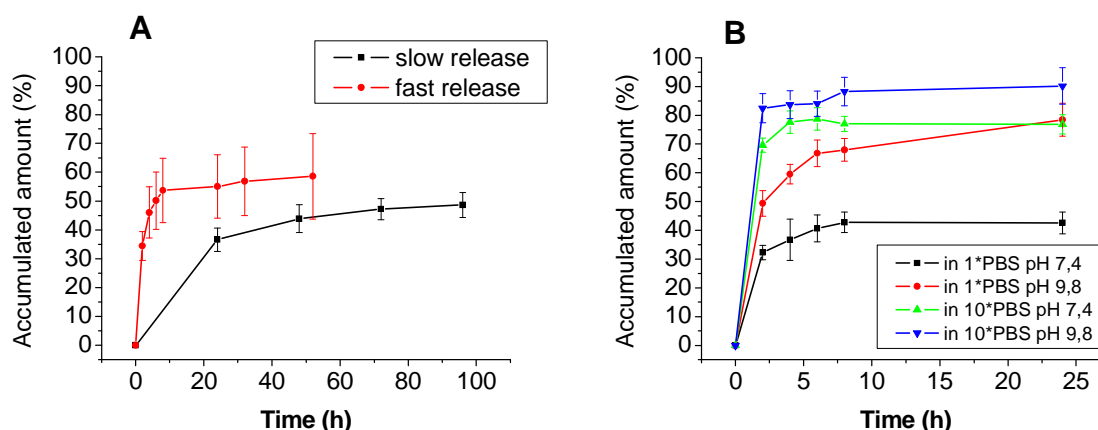 A
slow release
fast release
Accumulated amount (%)
100
90
80
70
60
50
40
30
20
10
0
0 20 40 60 80 100
Time (h)
B
Accumulated amount (%)
100
90
80
70
60
50
40
30
20
10
0
in 1*PBS pH 7,4
in 1*PBS pH 9,8
in 10*PBS pH 7,4
in 10*PBS pH 9,8
0 5 10 15 20 25
Time (h)